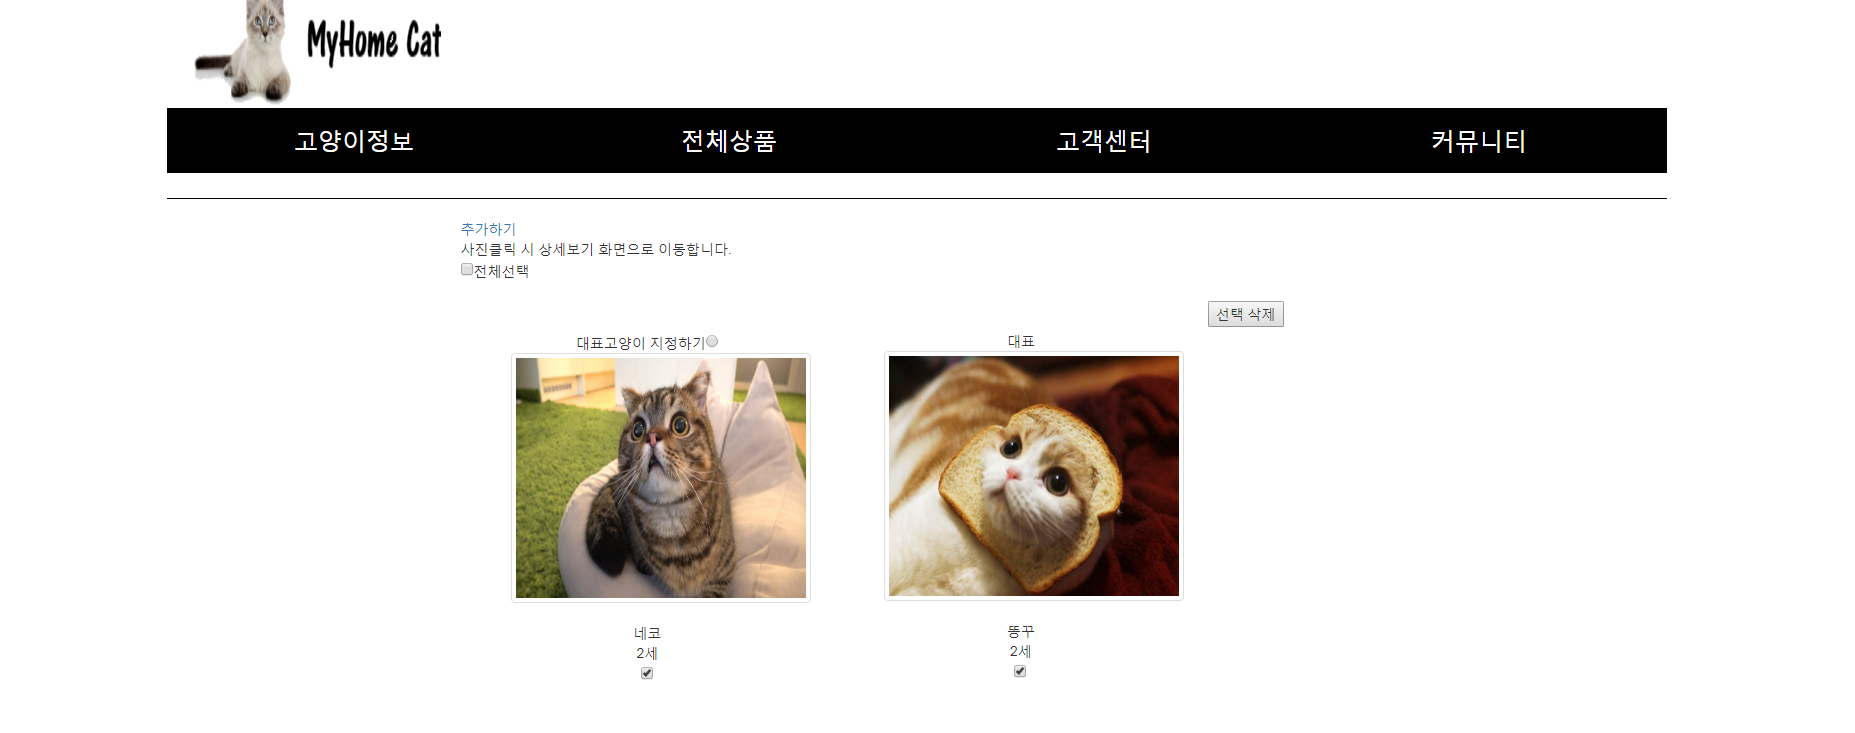 MyHome Cat
고양이정보 전체상품 고객센터 커뮤니티
추가하기
사진클릭 시 상세보기 화면으로 이동합니다.
전체선택
선택 삭제
대표고양이 지정하기
대표
네코
2세
똥꾸
2세